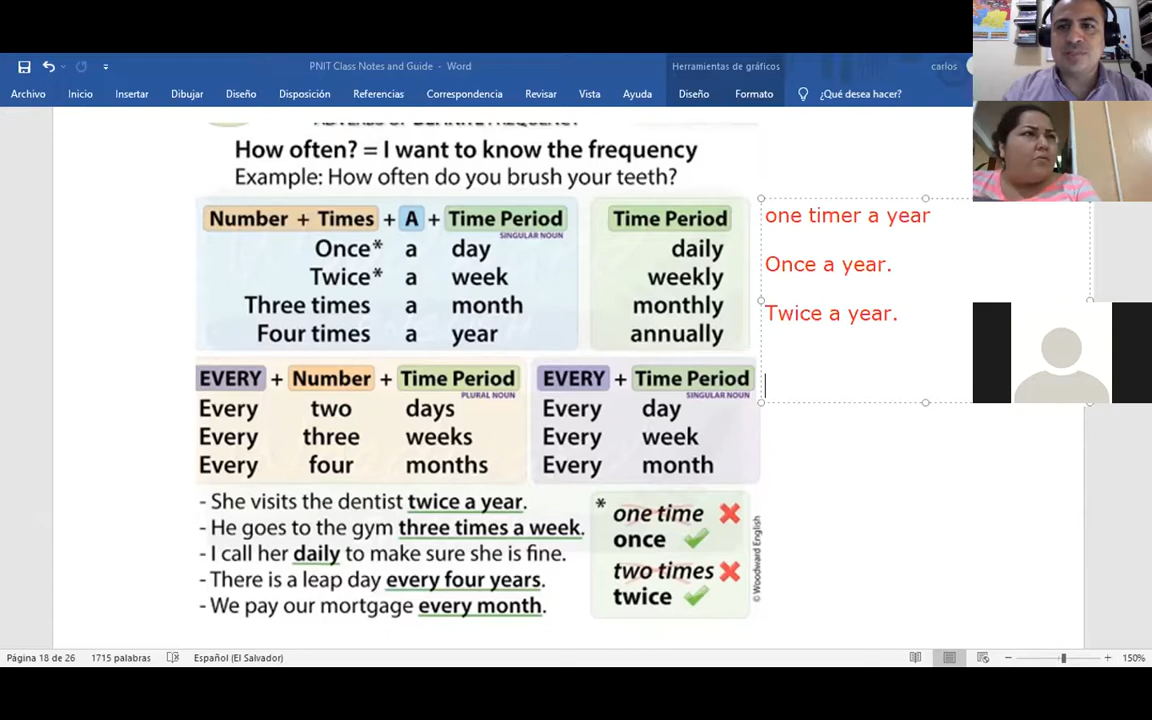 PNIT Class Notes and Guide - Word
Herramientas de gráficos
carlos
Archivo Inicio Insertar Dibujar Diseño Disposición Referencias Correspondencia Revisar Vista Ayuda Diseño Formato ¿Qué desea hacer?
ADVERBS OF DEFINITE FREQUENCY
How often? = I want to know the frequency
Example: How often do you brush your teeth?
Number + Times + A + Time Period
SINGULAR NOUN
Once* a day
Twice* a week
Three times a month
Four times a year
Time Period
daily
weekly
monthly
annually
one timer a year
Once a year.
Twice a year.
EVERY + Number + Time Period
PLURAL NOUN
Every two days
Every three weeks
Every four months
EVERY + Time Period
SINGULAR NOUN
Every day
Every week
Every month
- She visits the dentist twice a year.
- He goes to the gym three times a week.
- I call her daily to make sure she is fine.
- There is a leap day every four years.
- We pay our mortgage every month.
* one time
once
two times
twice
© Woodward English
Página 18 de 26 1715 palabras Español (El Salvador) 150%